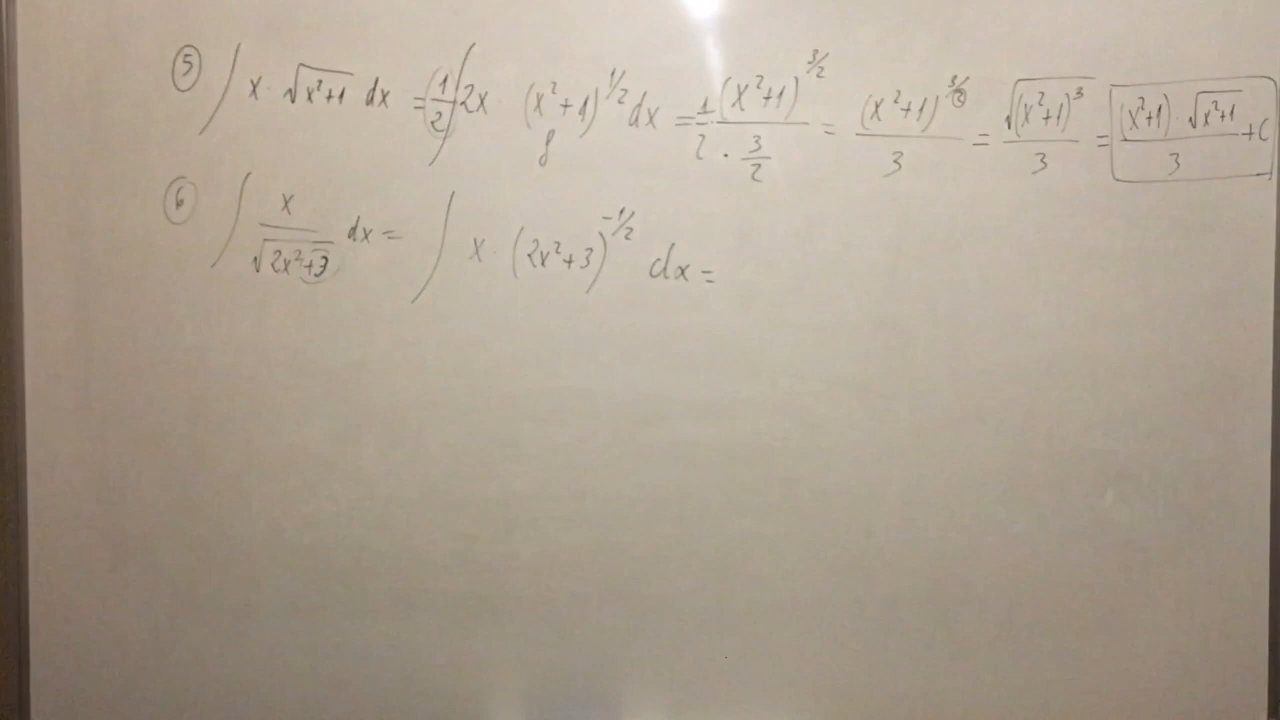 ⑤ ∫ x · √(x²+1) dx = (1/2) ∫ 2x (x²+1)^(1/2) dx = 1/2 · (x²+1)^(3/2) / (3/2) = (x²+1)^(3/2) / 3 = √((x²+1)³) / 3 = (x²+1) · √(x²+1) / 3 + C
⑥ ∫ x / √(2x²+3) dx = ∫ x · (2x²+3)^(-1/2) dx =